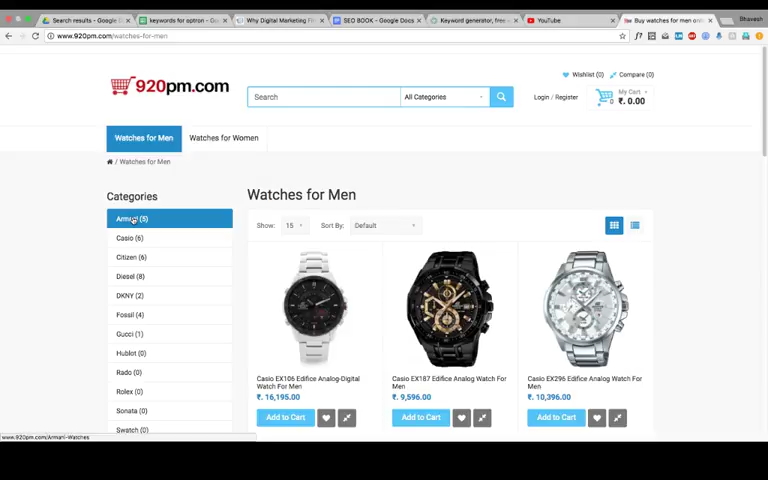 Search results - Google D
keywords for aptron - Googl
Why Digital Marketing Fi
SEO BOOK - Google Docs
Keyword generator, free
YouTube
Buy watches for men onl
Bhavesh
www.920pm.com/watches-for-men
Wishlist (0)
Compare (0)
920pm.com
Search
All Categories
Login / Register
My Cart
0
₹. 0.00
Watches for Men
Watches for Women
/ Watches for Men
Categories
Watches for Men
Armani (5)
Show: 15
Sort By: Default
Casio (6)
Citizen (6)
Diesel (8)
DKNY (2)
Fossil (4)
Gucci (1)
Hublot (0)
Rado (0)
Rolex (0)
Sonata (0)
Swatch (0)
Casio EX106 Edifice Analog-Digital
Watch For Men
₹. 16,195.00
Add to Cart
Casio EX187 Edifice Analog Watch For
Men
₹. 9,596.00
Add to Cart
Casio EX296 Edifice Analog Watch For
Men
₹. 10,396.00
Add to Cart
www.920pm.com/Armani-Watches